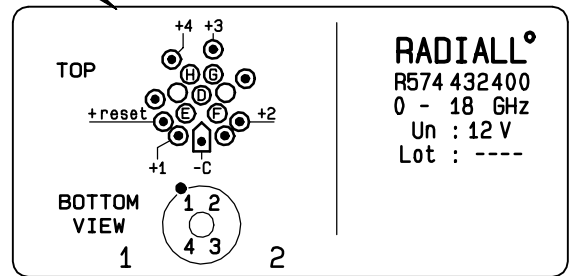 +4 +3
TOP
H G
D
+reset E F +2
+1 -C
BOTTOM
VIEW
1 2
4 3
1 2
RADIALL°
R574 432400
0 - 18 GHz
Un : 12 V
Lot : ----